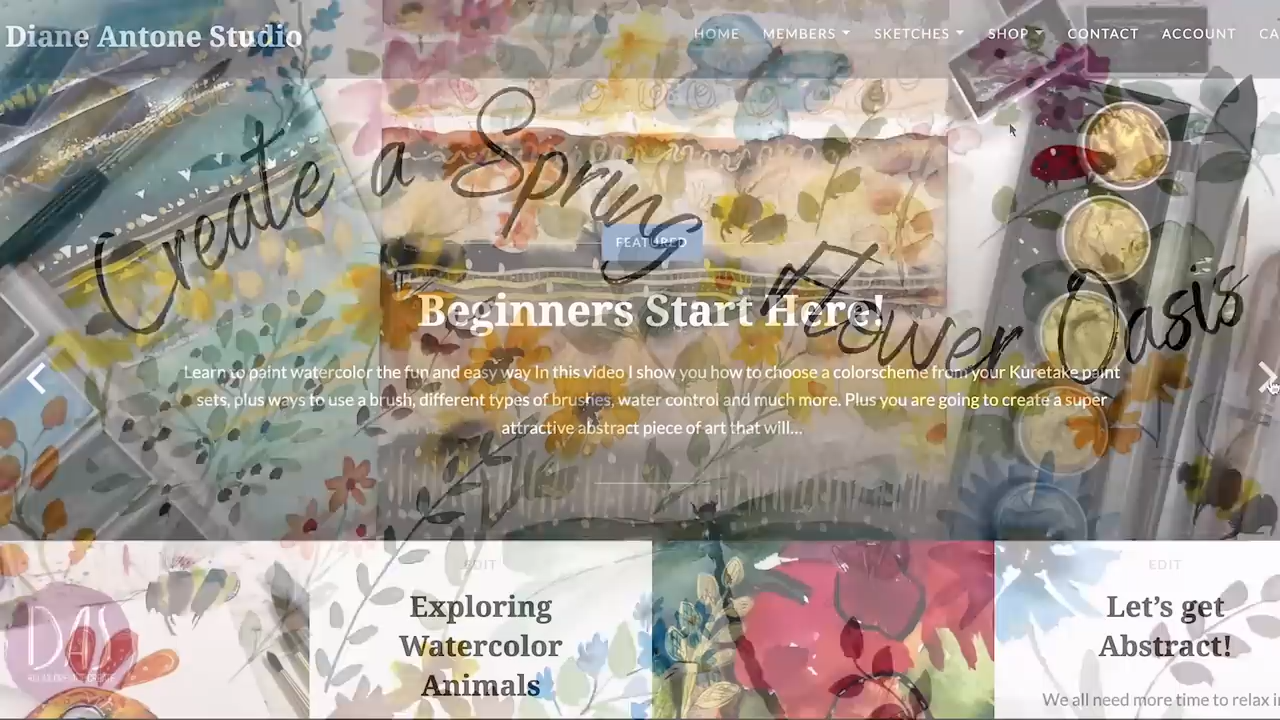 Diane Antone Studio
HOME MEMBERS SKETCHES SHOP CONTACT ACCOUNT CA
Create a Spring Flower Oasis
FEATURED
Beginners Start Here!
Learn to paint watercolor the fun and easy way In this video I show you how to choose a colorscheme from your Kuretake paint
sets, plus ways to use a brush, different types of brushes, water control and much more. Plus you are going to create a super
attractive abstract piece of art that will...
EDIT
Exploring
Watercolor
Animals
EDIT
Let's get
Abstract!
We all need more time to relax i
DAS